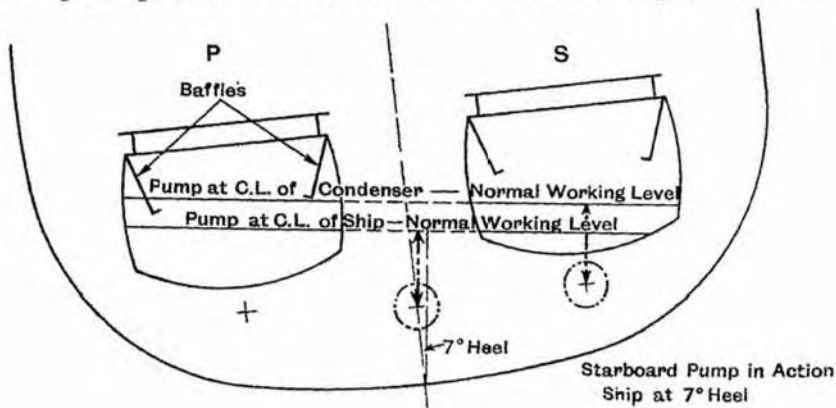 P
S
Baffles
Pump at C.L. of Condenser — Normal Working Level
Pump at C.L. of Ship—Normal Working Level
7° Heel
Starboard Pump in Action
Ship at 7° Heel